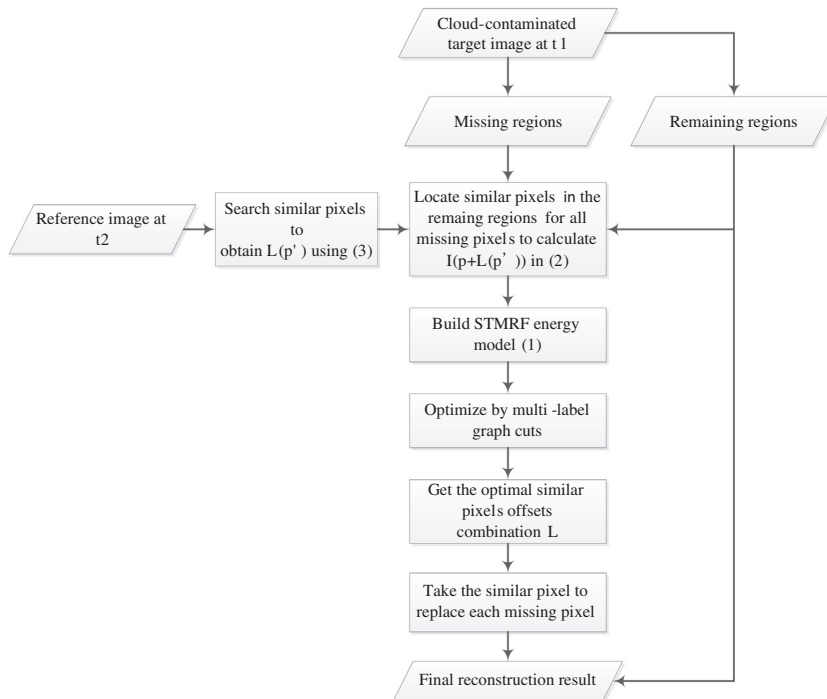 Cloud-contaminated
target image at t1
Missing regions
Remaining regions
Reference image at
t2
Search similar pixels
to
obtain L(p') using (3)
Locate similar pixels in the
remaing regions for all
missing pixels to calculate
I(p+L(p’)) in (2)
Build STMRF energy
model (1)
Optimize by multi -label
graph cuts
Get the optimal similar
pixels offsets
combination L
Take the similar pixel to
replace each missing pixel
Final reconstruction result